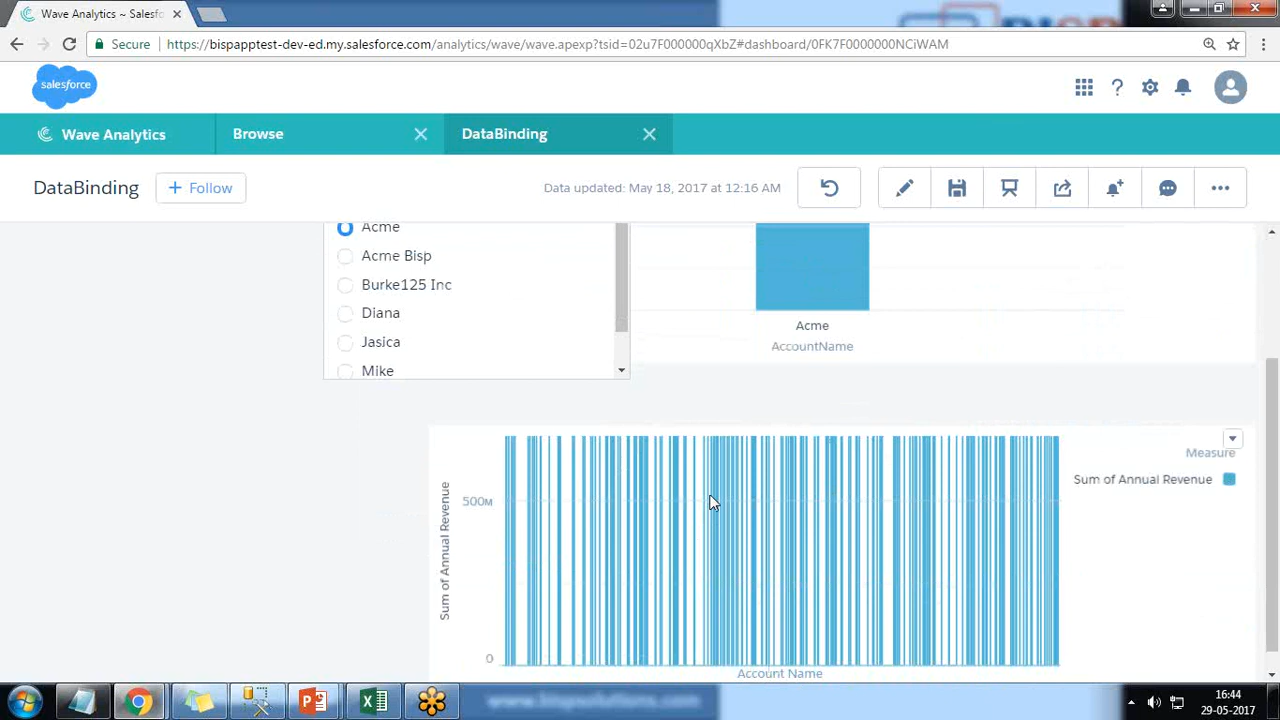 Wave Analytics ~ Salesfo
Secure https://bispapptest-dev-ed.my.salesforce.com/analytics/wave/wave.apexp?tsid=02u7F000000qXbZ#dashboard/0FK7F0000000NCiWAM
salesforce
Wave Analytics
Browse
DataBinding
DataBinding
Follow
Data updated: May 18, 2017 at 12:16 AM
Acme
Acme Bisp
Burke125 Inc
Diana
Jasica
Mike
Acme
AccountName
Measure
Sum of Annual Revenue
Sum of Annual Revenue
500M
0
Account Name
www.bispsolutions.com
16:44
29-05-2017